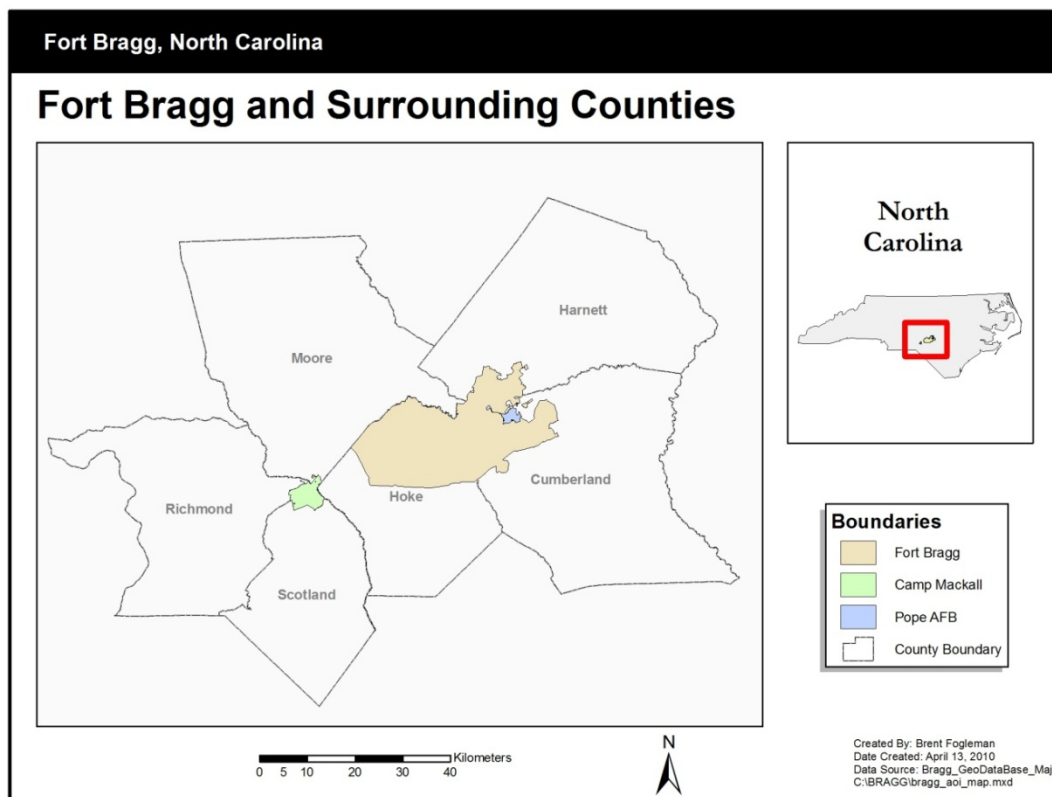 Fort Bragg, North Carolina
Fort Bragg and Surrounding Counties
Harnett
Moore
Cumberland
Hoke
Richmond
Scotland
North
Carolina
Boundaries
Fort Bragg
Camp Mackall
Pope AFB
County Boundary
Kilometers
0 5 10 20 30 40
N
Created By: Brent Fogleman
Date Created: April 13, 2010
Data Source: Bragg_GeoDataBase_Maj
C:\BRAGG\bragg_aoi_map.mxd